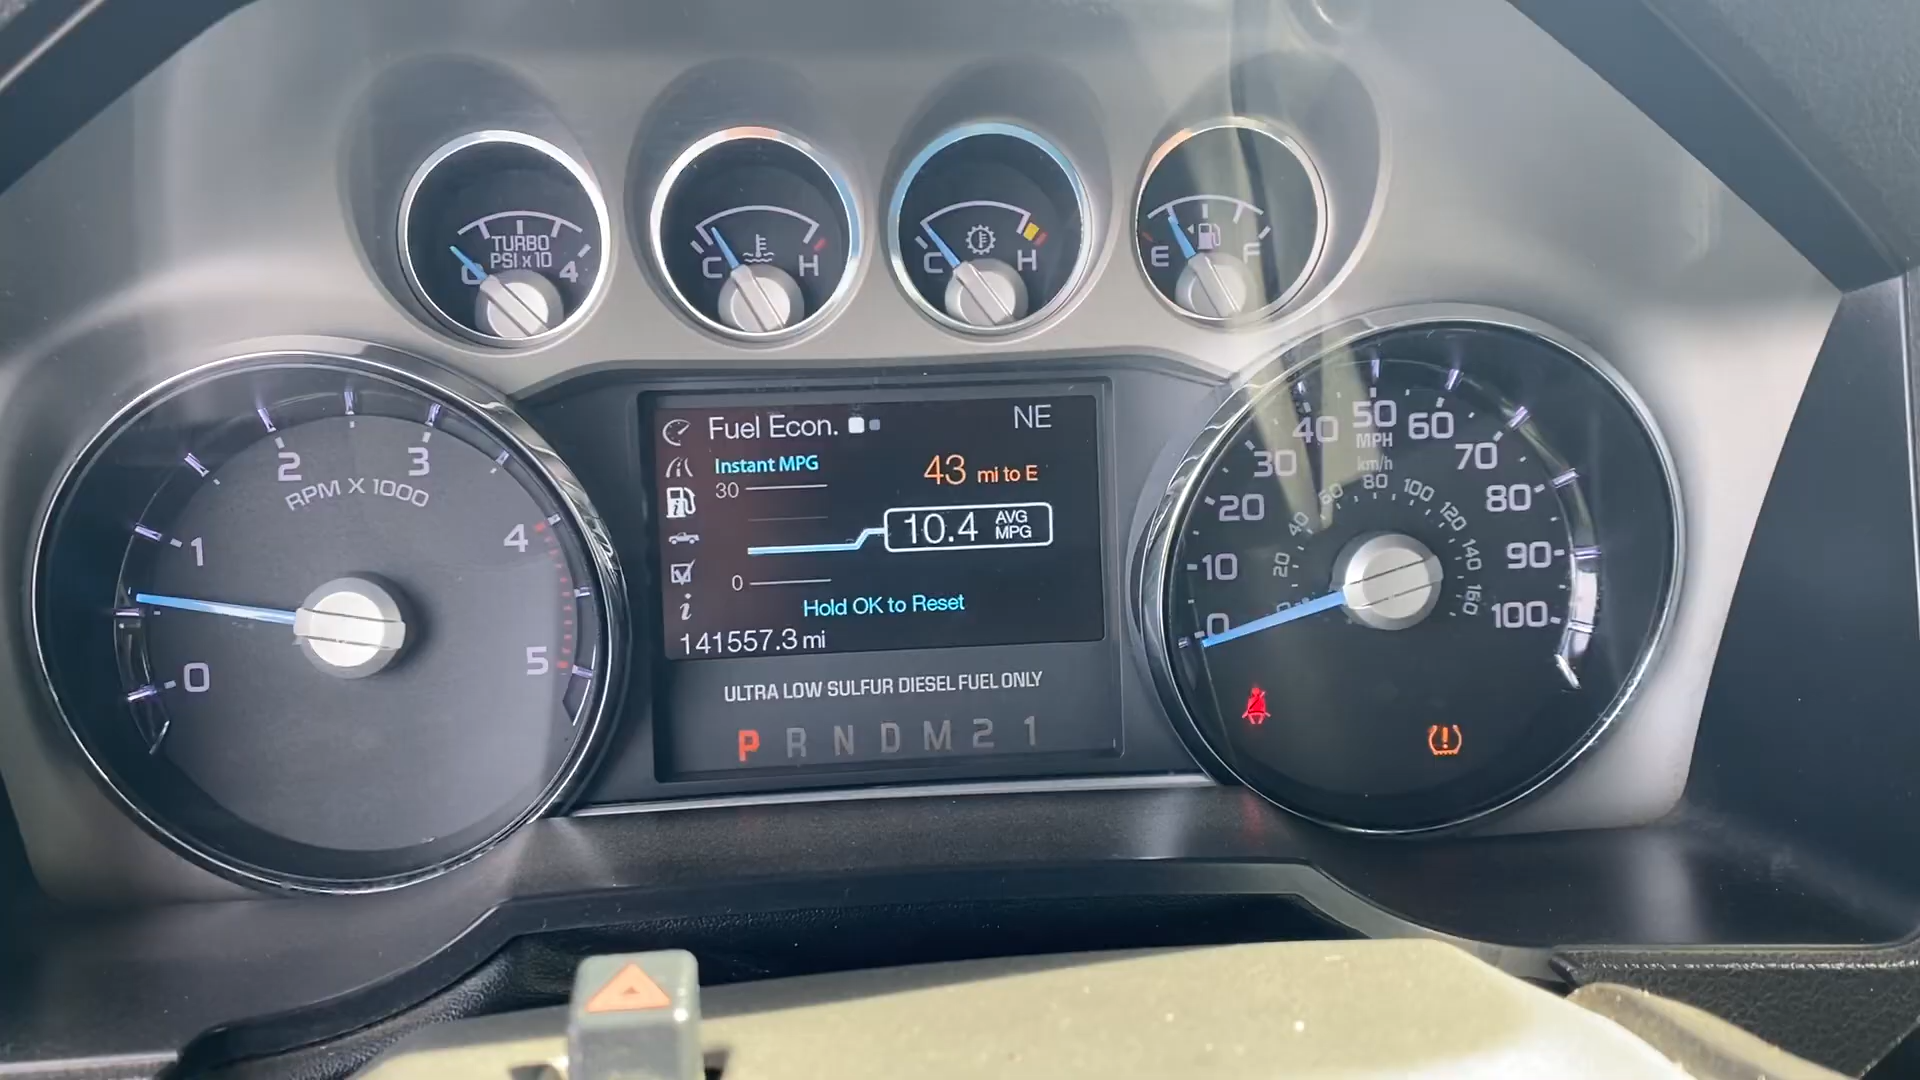 TURBO
PSI x 10
0 4
C H
C H
E F
0 1 2 3 4 5
RPM X 1000
Fuel Econ.
NE
Instant MPG
43 mi to E
30
10.4 AVG MPG
0
Hold OK to Reset
141557.3 mi
ULTRA LOW SULFUR DIESEL FUEL ONLY
P R N D M 2 1
0 10 20 30 40 50 60 70 80 90 100
MPH
km/h
0 20 40 60 80 100 120 140 160